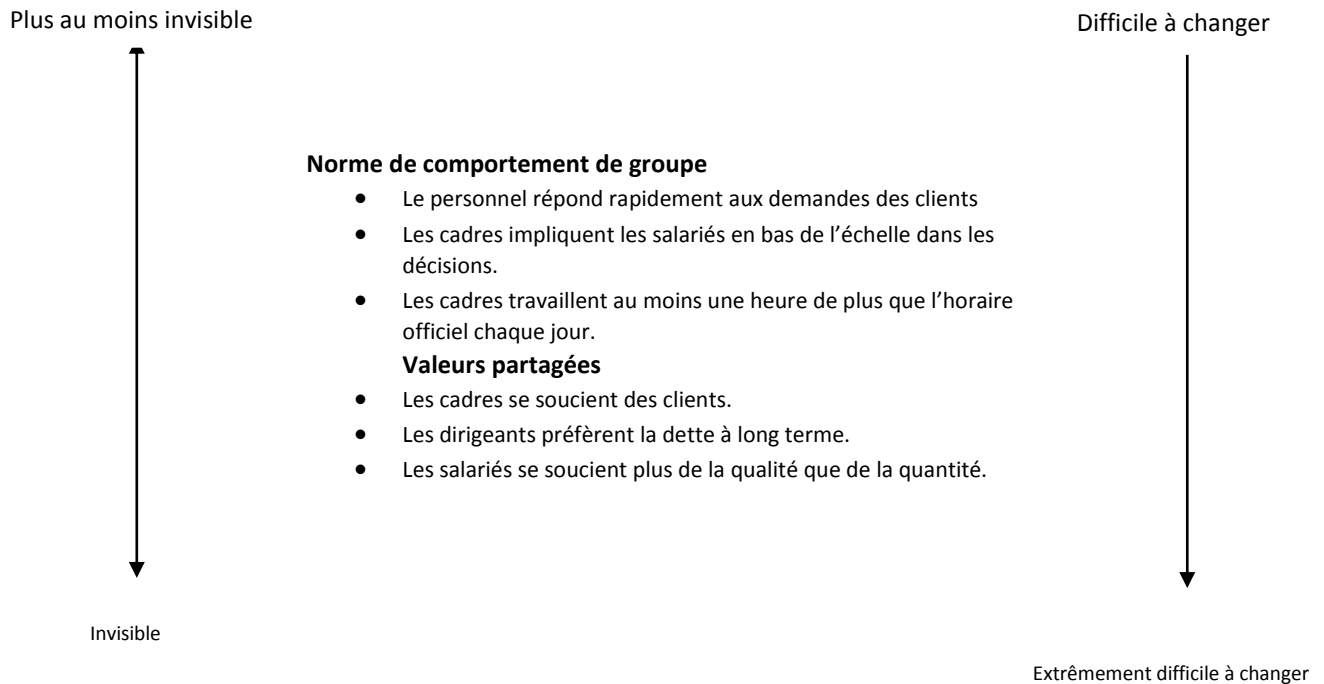 Plus au moins invisible
Difficile à changer
Norme de comportement de groupe
• Le personnel répond rapidement aux demandes des clients
• Les cadres impliquent les salariés en bas de l’échelle dans les
décisions.
• Les cadres travaillent au moins une heure de plus que l’horaire
officiel chaque jour.
Valeurs partagées
• Les cadres se soucient des clients.
• Les dirigeants préfèrent la dette à long terme.
• Les salariés se soucient plus de la qualité que de la quantité.
Invisible
Extrêmement difficile à changer